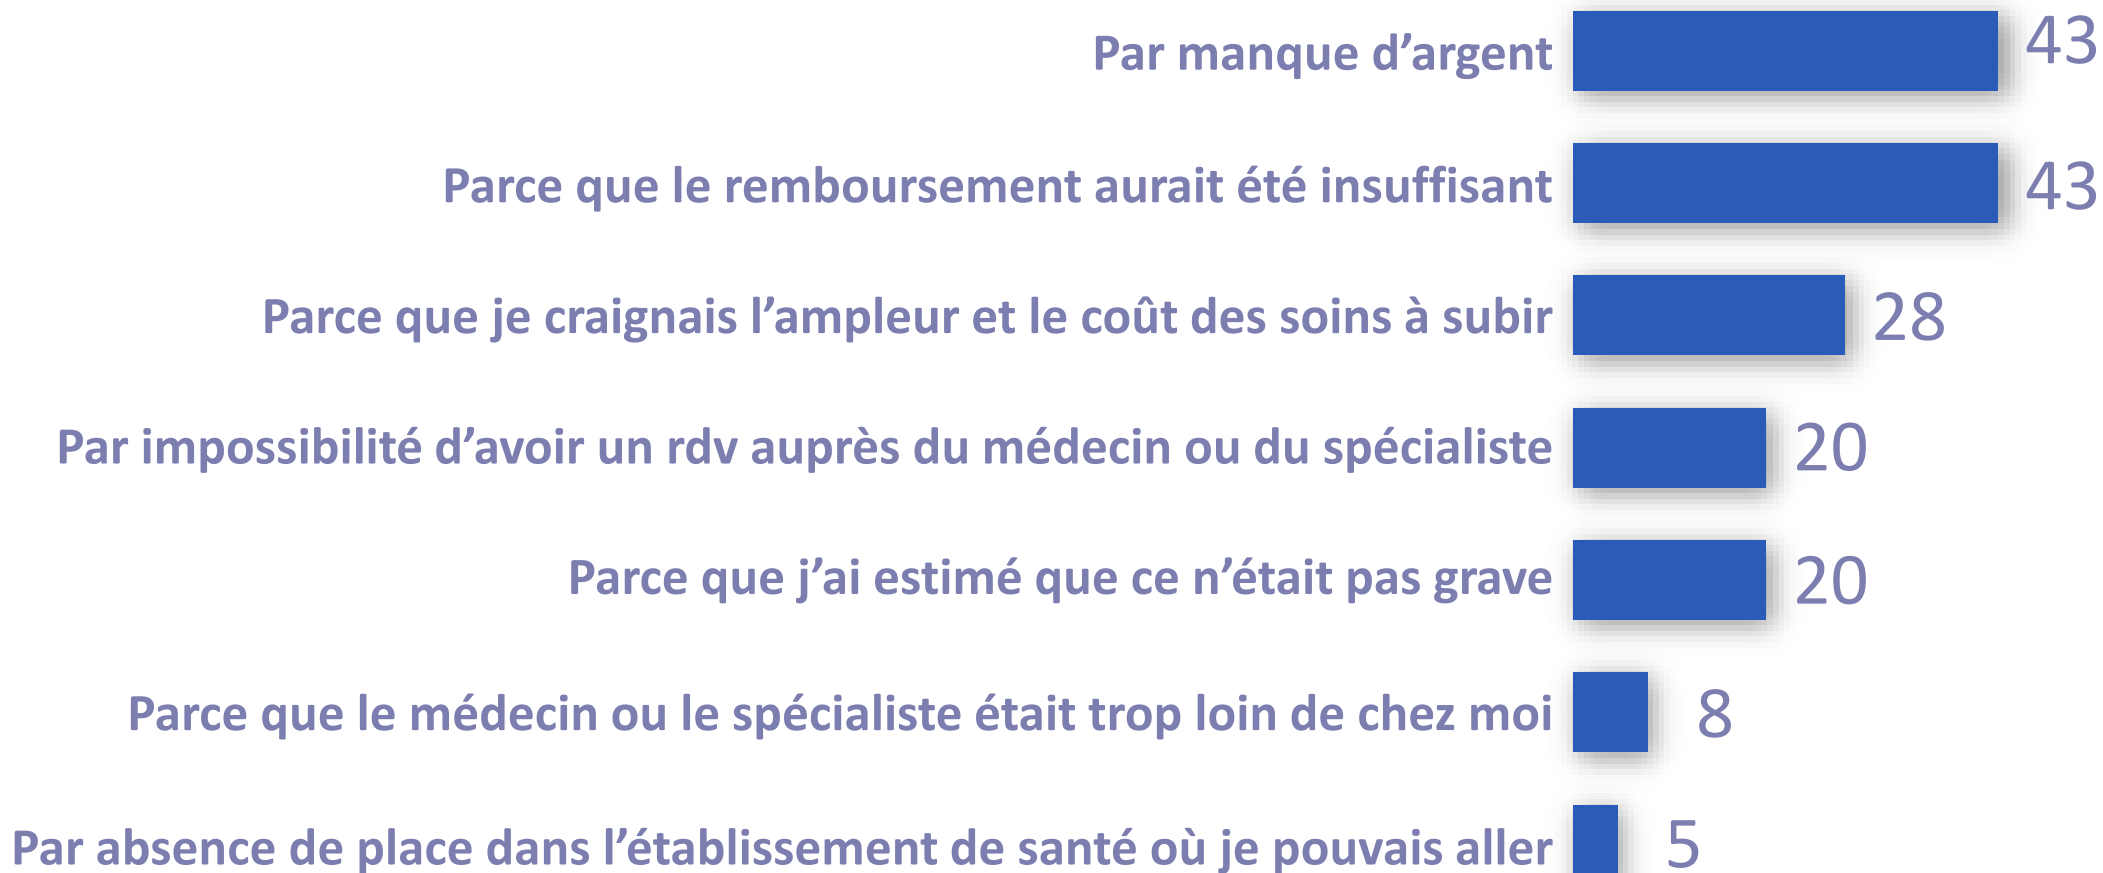 Par manque d’argent 43
Parce que le remboursement aurait été insuffisant 43
Parce que je craignais l’ampleur et le coût des soins à subir 28
Par impossibilité d’avoir un rdv auprès du médecin ou du spécialiste 20
Parce que j’ai estimé que ce n’était pas grave 20
Parce que le médecin ou le spécialiste était trop loin de chez moi 8
Par absence de place dans l’établissement de santé où je pouvais aller 5